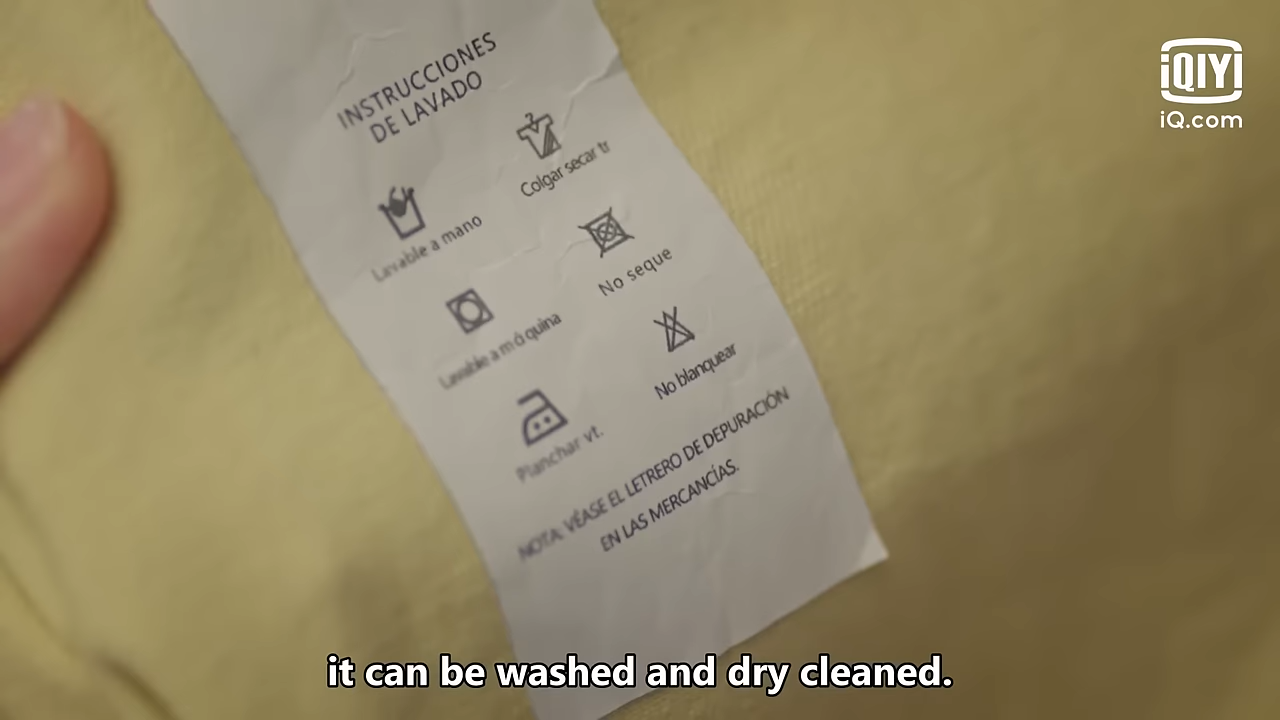 iQIYI
iQ.com
INSTRUCCIONES
DE LAVADO
Colgar secar tr
Lavable a mano
No seque
Lavable a mó quina
No blanquear
Planchar vt.
NOTA: VÉASE EL LETRERO DE DEPURACIÓN
EN LAS MERCANCÍAS.
it can be washed and dry cleaned.